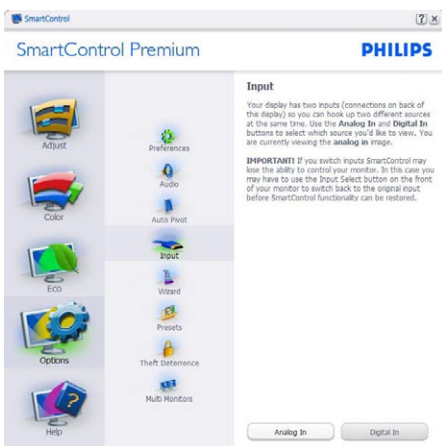 SmartControl
SmartControl Premium
PHILIPS
Adjust
Color
Eco
Options
Help
Preferences
Audio
Auto Pivot
Input
Wizard
Presets
Theft Deterrence
Multi Monitors
Input
Your display has two inputs (connections on back of
this display) so you can hook up two different sources
at the same time. Use the Analog In and Digital In
buttons to select which source you'd like to view. You
are currently viewing the analog in image.
IMPORTANT! If you switch inputs SmartControl may
lose the ability to control your monitor. In this case you
may have to use the Input Select button on the front
of your monitor to switch back to the original input
before SmartControl functionality can be restored.
Analog In
Digital In